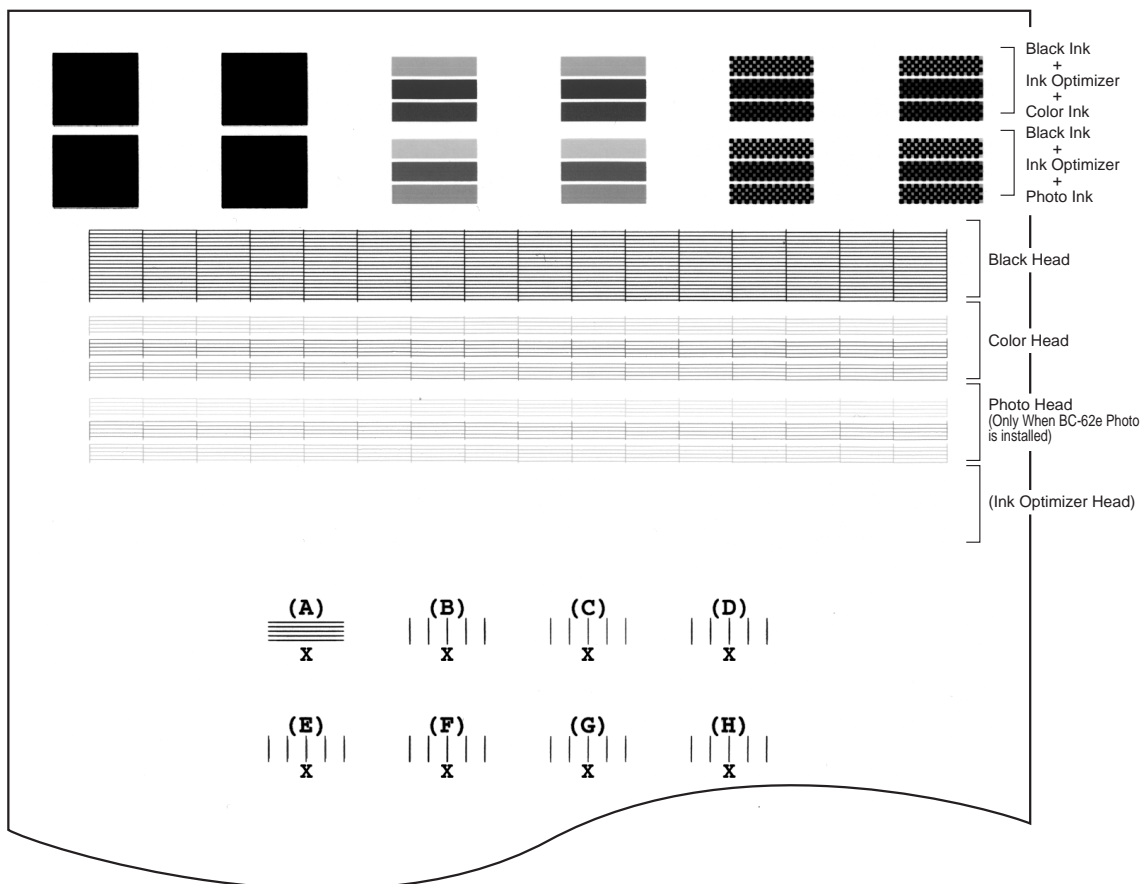 Black Ink
+
Ink Optimizer
+
Color Ink
Black Ink
+
Ink Optimizer
+
Photo Ink
Black Head
Color Head
Photo Head
(Only When BC-62e Photo
is installed)
(Ink Optimizer Head)
(A) (B) (C) (D)
X X X X
(E) (F) (G) (H)
X X X X